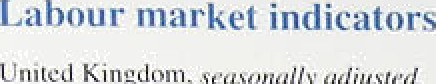 Labour market indicators
United Kingdom, seasonally adjusted